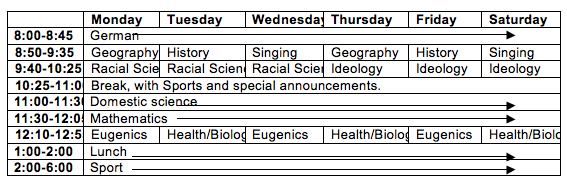 Monday Tuesday Wednesday Thursday Friday Saturday
8:00-8:45 German
8:50-9:35 Geography History Singing Geography History Singing
9:40-10:25 Racial Scie Racial Scien Racial Scier Ideology Ideology Ideology
10:25-11:0 Break, with Sports and special announcements.
11:00-11:3 Domestic science
11:30-12:0 Mathematics
12:10-12:5 Eugenics Health/Biolog Eugenics Health/Biolog Eugenics Health/Biolo
1:00-2:00 Lunch
2:00-6:00 Sport